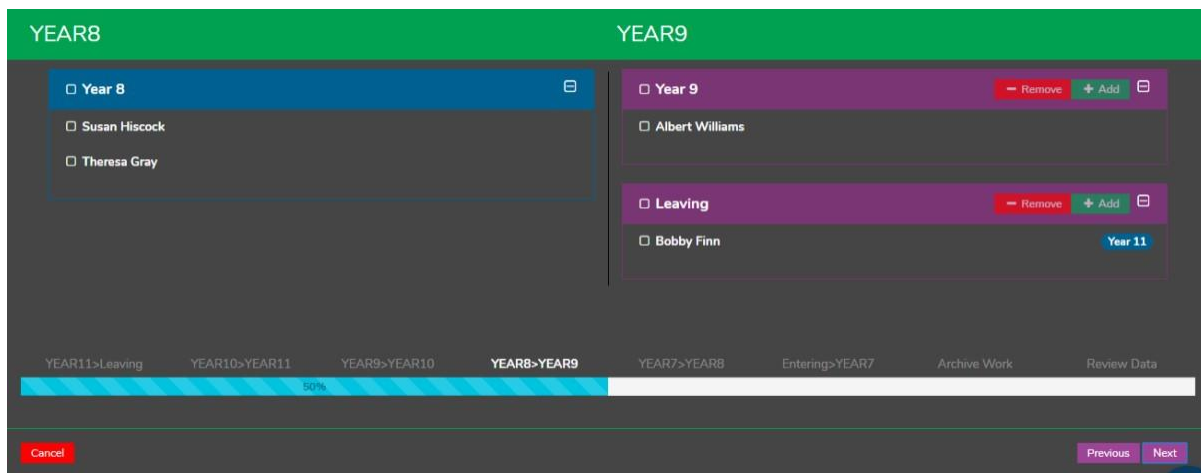 YEAR8
Year 8
Susan Hiscock
Theresa Gray
YEAR9
Year 9 Remove Add
Albert Williams
Leaving Remove Add
Bobby Finn Year 11
YEAR11>Leaving YEAR10>YEAR11 YEAR9>YEAR10 YEAR8>YEAR9 YEAR7>YEAR8 Entering>YEAR7 Archive Work Review Data
50%
Cancel Previous Next